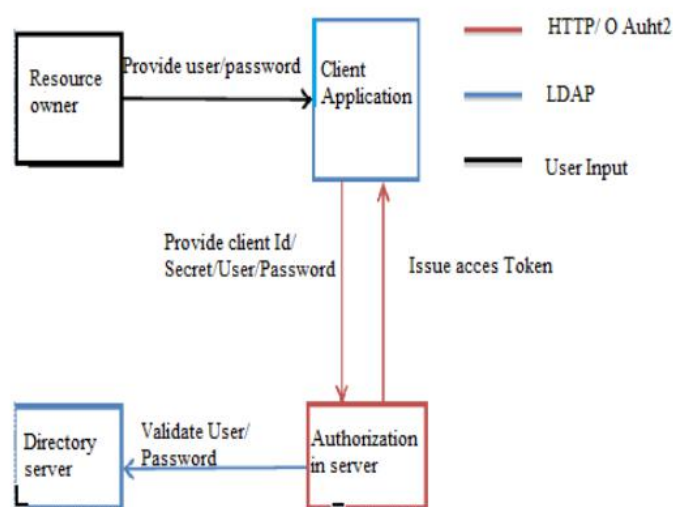 HTTP/ O Auht2
Provide user/password
Client
Application
Resource
owner
LDAP
User Input
Provide client Id/
Secret/User/Password
Issue acces Token
Directory
server
Validate User/
Password
Authorization
in server